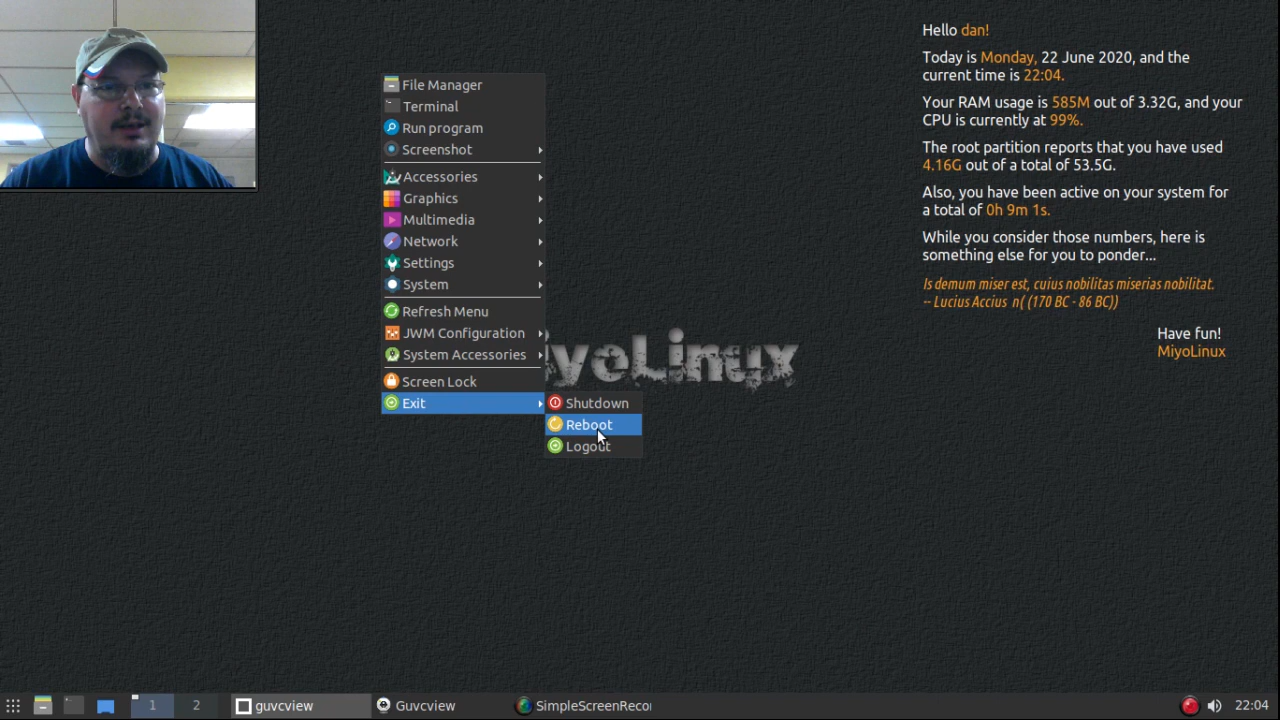 Hello dan!
Today is Monday, 22 June 2020, and the
current time is 22:04.
Your RAM usage is 585M out of 3.32G, and your
CPU is currently at 99%.
The root partition reports that you have used
4.16G out of a total of 53.5G.
Also, you have been active on your system for
a total of 0h 9m 1s.
While you consider those numbers, here is
something else for you to ponder...
Is demum miser est, cuius nobilitas miserias nobilitat.
-- Lucius Accius n( (170 BC - 86 BC))
Have fun!
MiyoLinux
File Manager
Terminal
Run program
Screenshot
Accessories
Graphics
Multimedia
Network
Settings
System
Refresh Menu
JWM Configuration
System Accessories
Screen Lock
Exit
Shutdown
Reboot
Logout
iyoLinux
1
2
guvcview
Guvcview
SimpleScreenReco
22:04